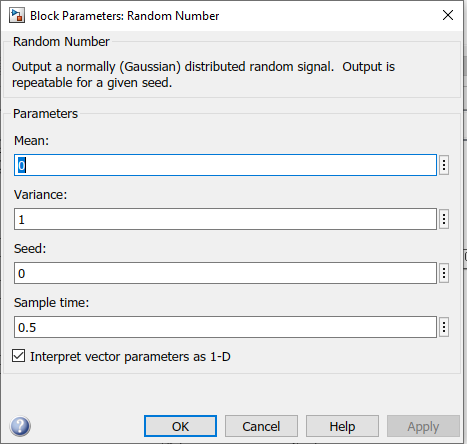 Block Parameters: Random Number
Random Number
Output a normally (Gaussian) distributed random signal.  Output is
repeatable for a given seed.
Parameters
Mean:
0
Variance:
1
Seed:
0
Sample time:
0.5
Interpret vector parameters as 1-D
OK Cancel Help Apply